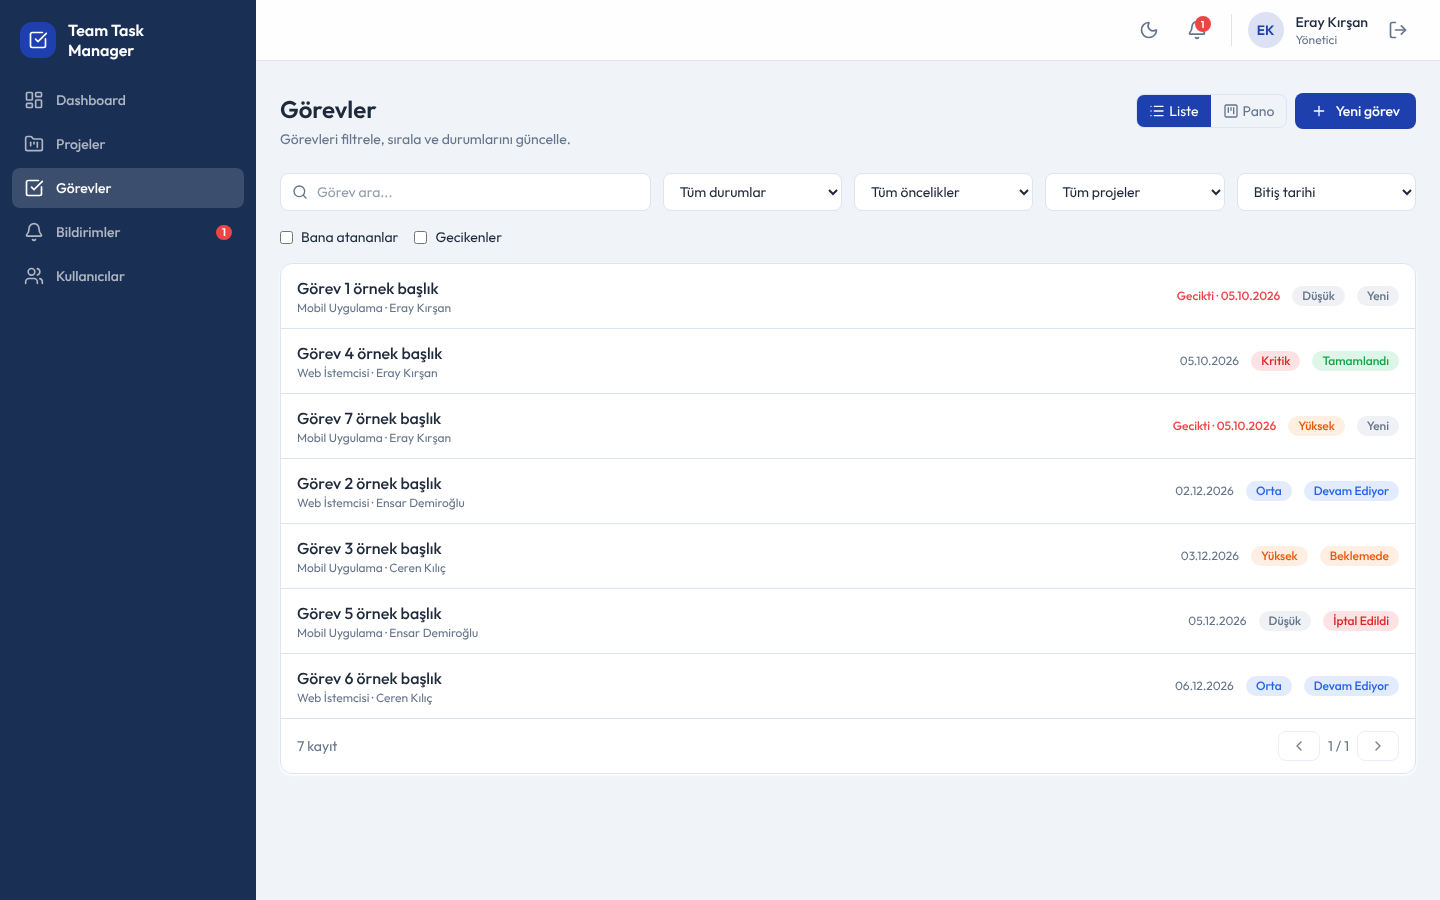 Team Task
Manager
Dashboard
Projeler
Görevler
Bildirimler 1
Kullanıcılar
1
EK
Eray Kırşan
Yönetici
Görevler
Görevleri filtrele, sırala ve durumlarını güncelle.
Liste
Pano
Yeni görev
Görev ara...
Tüm durumlar
Tüm öncelikler
Tüm projeler
Bitiş tarihi
Bana atananlar
Gecikenler
Görev 1 örnek başlık
Mobil Uygulama · Eray Kırşan
Gecikti · 05.10.2026 Düşük Yeni
Görev 4 örnek başlık
Web İstemcisi · Eray Kırşan
05.10.2026 Kritik Tamamlandı
Görev 7 örnek başlık
Mobil Uygulama · Eray Kırşan
Gecikti · 05.10.2026 Yüksek Yeni
Görev 2 örnek başlık
Web İstemcisi · Ensar Demiroğlu
02.12.2026 Orta Devam Ediyor
Görev 3 örnek başlık
Mobil Uygulama · Ceren Kılıç
03.12.2026 Yüksek Beklemede
Görev 5 örnek başlık
Mobil Uygulama · Ensar Demiroğlu
05.12.2026 Düşük İptal Edildi
Görev 6 örnek başlık
Web İstemcisi · Ceren Kılıç
06.12.2026 Orta Devam Ediyor
7 kayıt
1 / 1